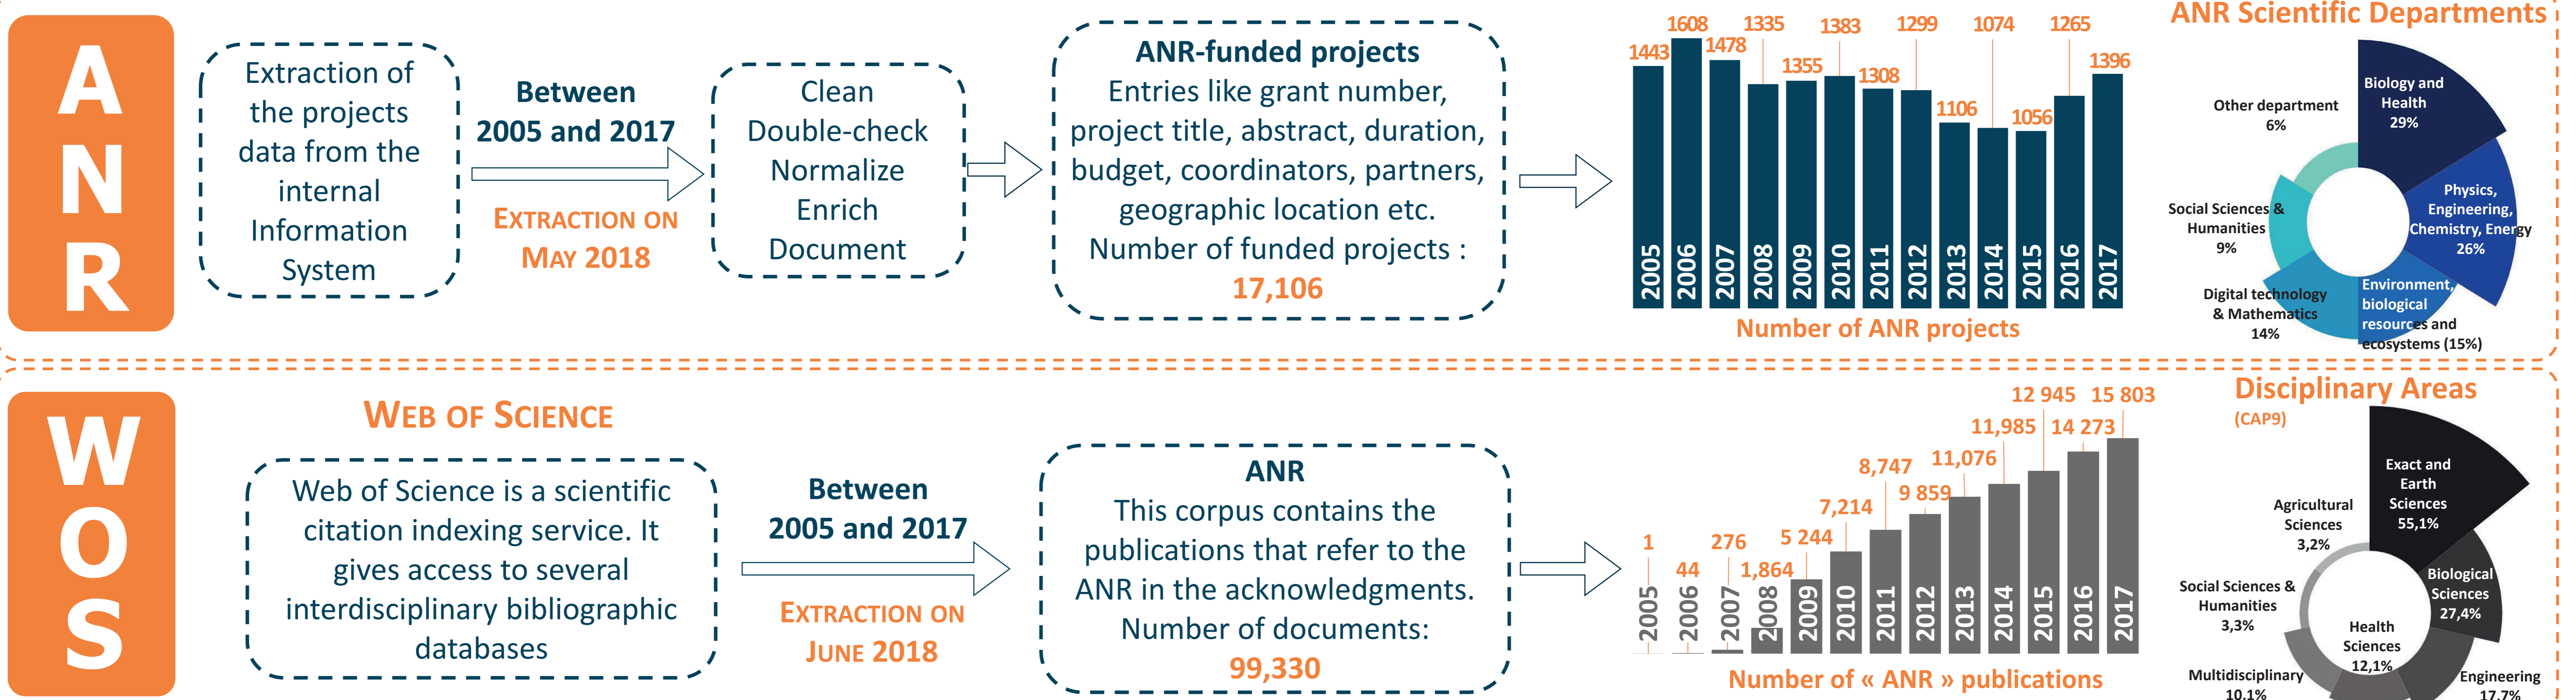 ANR
Extraction of
the projects
data from the
internal
Information
System
Between
2005 and 2017
EXTRACTION ON
MAY 2018
Clean
Double-check
Normalize
Enrich
Document
ANR-funded projects
Entries like grant number,
project title, abstract, duration,
budget, coordinators, partners,
geographic location etc.
Number of funded projects :
17,106
1443
1608
1478
1335
1355
1383
1308
1299
1106
1074
1056
1265
1396
2005
2006
2007
2008
2009
2010
2011
2012
2013
2014
2015
2016
2017
Number of ANR projects
ANR Scientific Departments
Biology and
Health
29%
Physics,
Engineering,
Chemistry, Energy
26%
Environment,
biological
resources and
ecosystems (15%)
Digital technology
& Mathematics
14%
Social Sciences &
Humanities
9%
Other department
6%
WOS
WEB OF SCIENCE
Web of Science is a scientific
citation indexing service. It
gives access to several
interdisciplinary bibliographic
databases
Between
2005 and 2017
EXTRACTION ON
JUNE 2018
ANR
This corpus contains the
publications that refer to the
ANR in the acknowledgments.
Number of documents:
99,330
1
44
276
1,864
5 244
7,214
8,747
9 859
11,076
11,985
12 945
14 273
15 803
2005
2006
2007
2008
2009
2010
2011
2012
2013
2014
2015
2016
2017
Number of « ANR » publications
Disciplinary Areas
(CAP9)
Exact and
Earth
Sciences
55,1%
Biological
Sciences
27,4%
Engineering
17,7%
Health
Sciences
12,1%
Multidisciplinary
10,1%
Social Sciences &
Humanities
3,3%
Agricultural
Sciences
3,2%